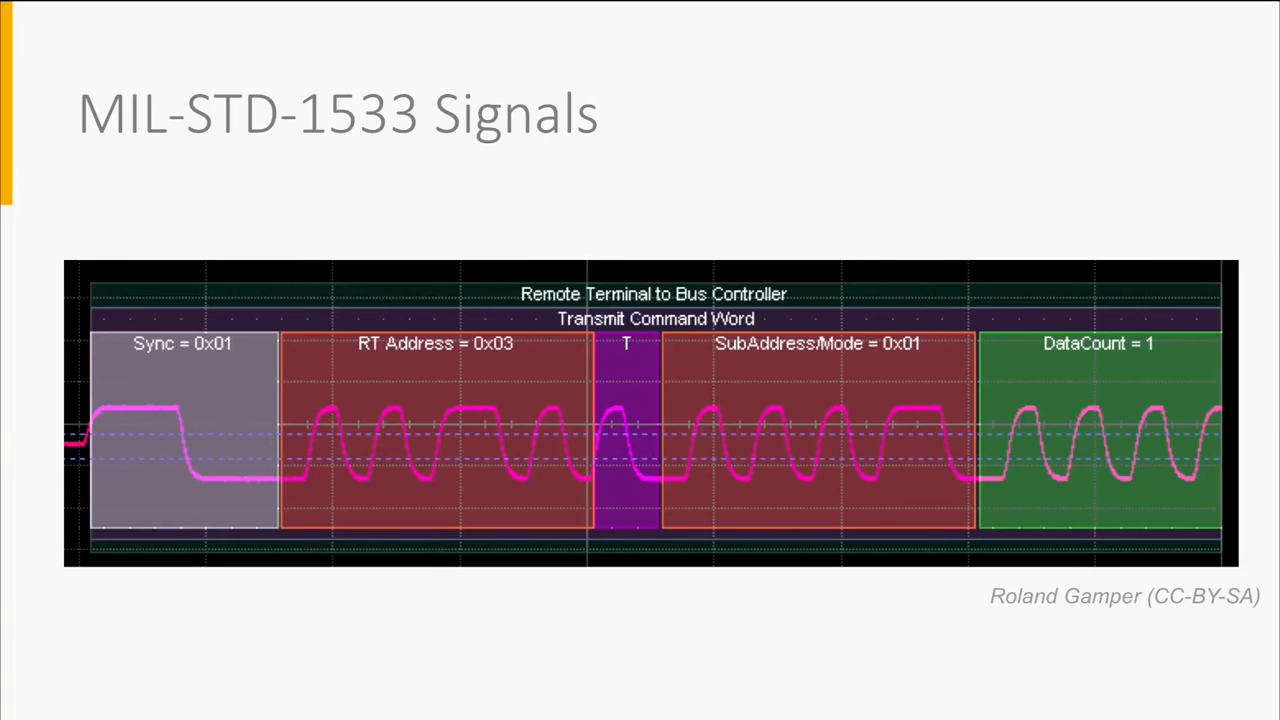 MIL-STD-1533 Signals
Remote Terminal to Bus Controller
Transmit Command Word
Sync = 0x01 RT Address = 0x03 T SubAddress/Mode = 0x01 DataCount = 1
Roland Gamper (CC-BY-SA)